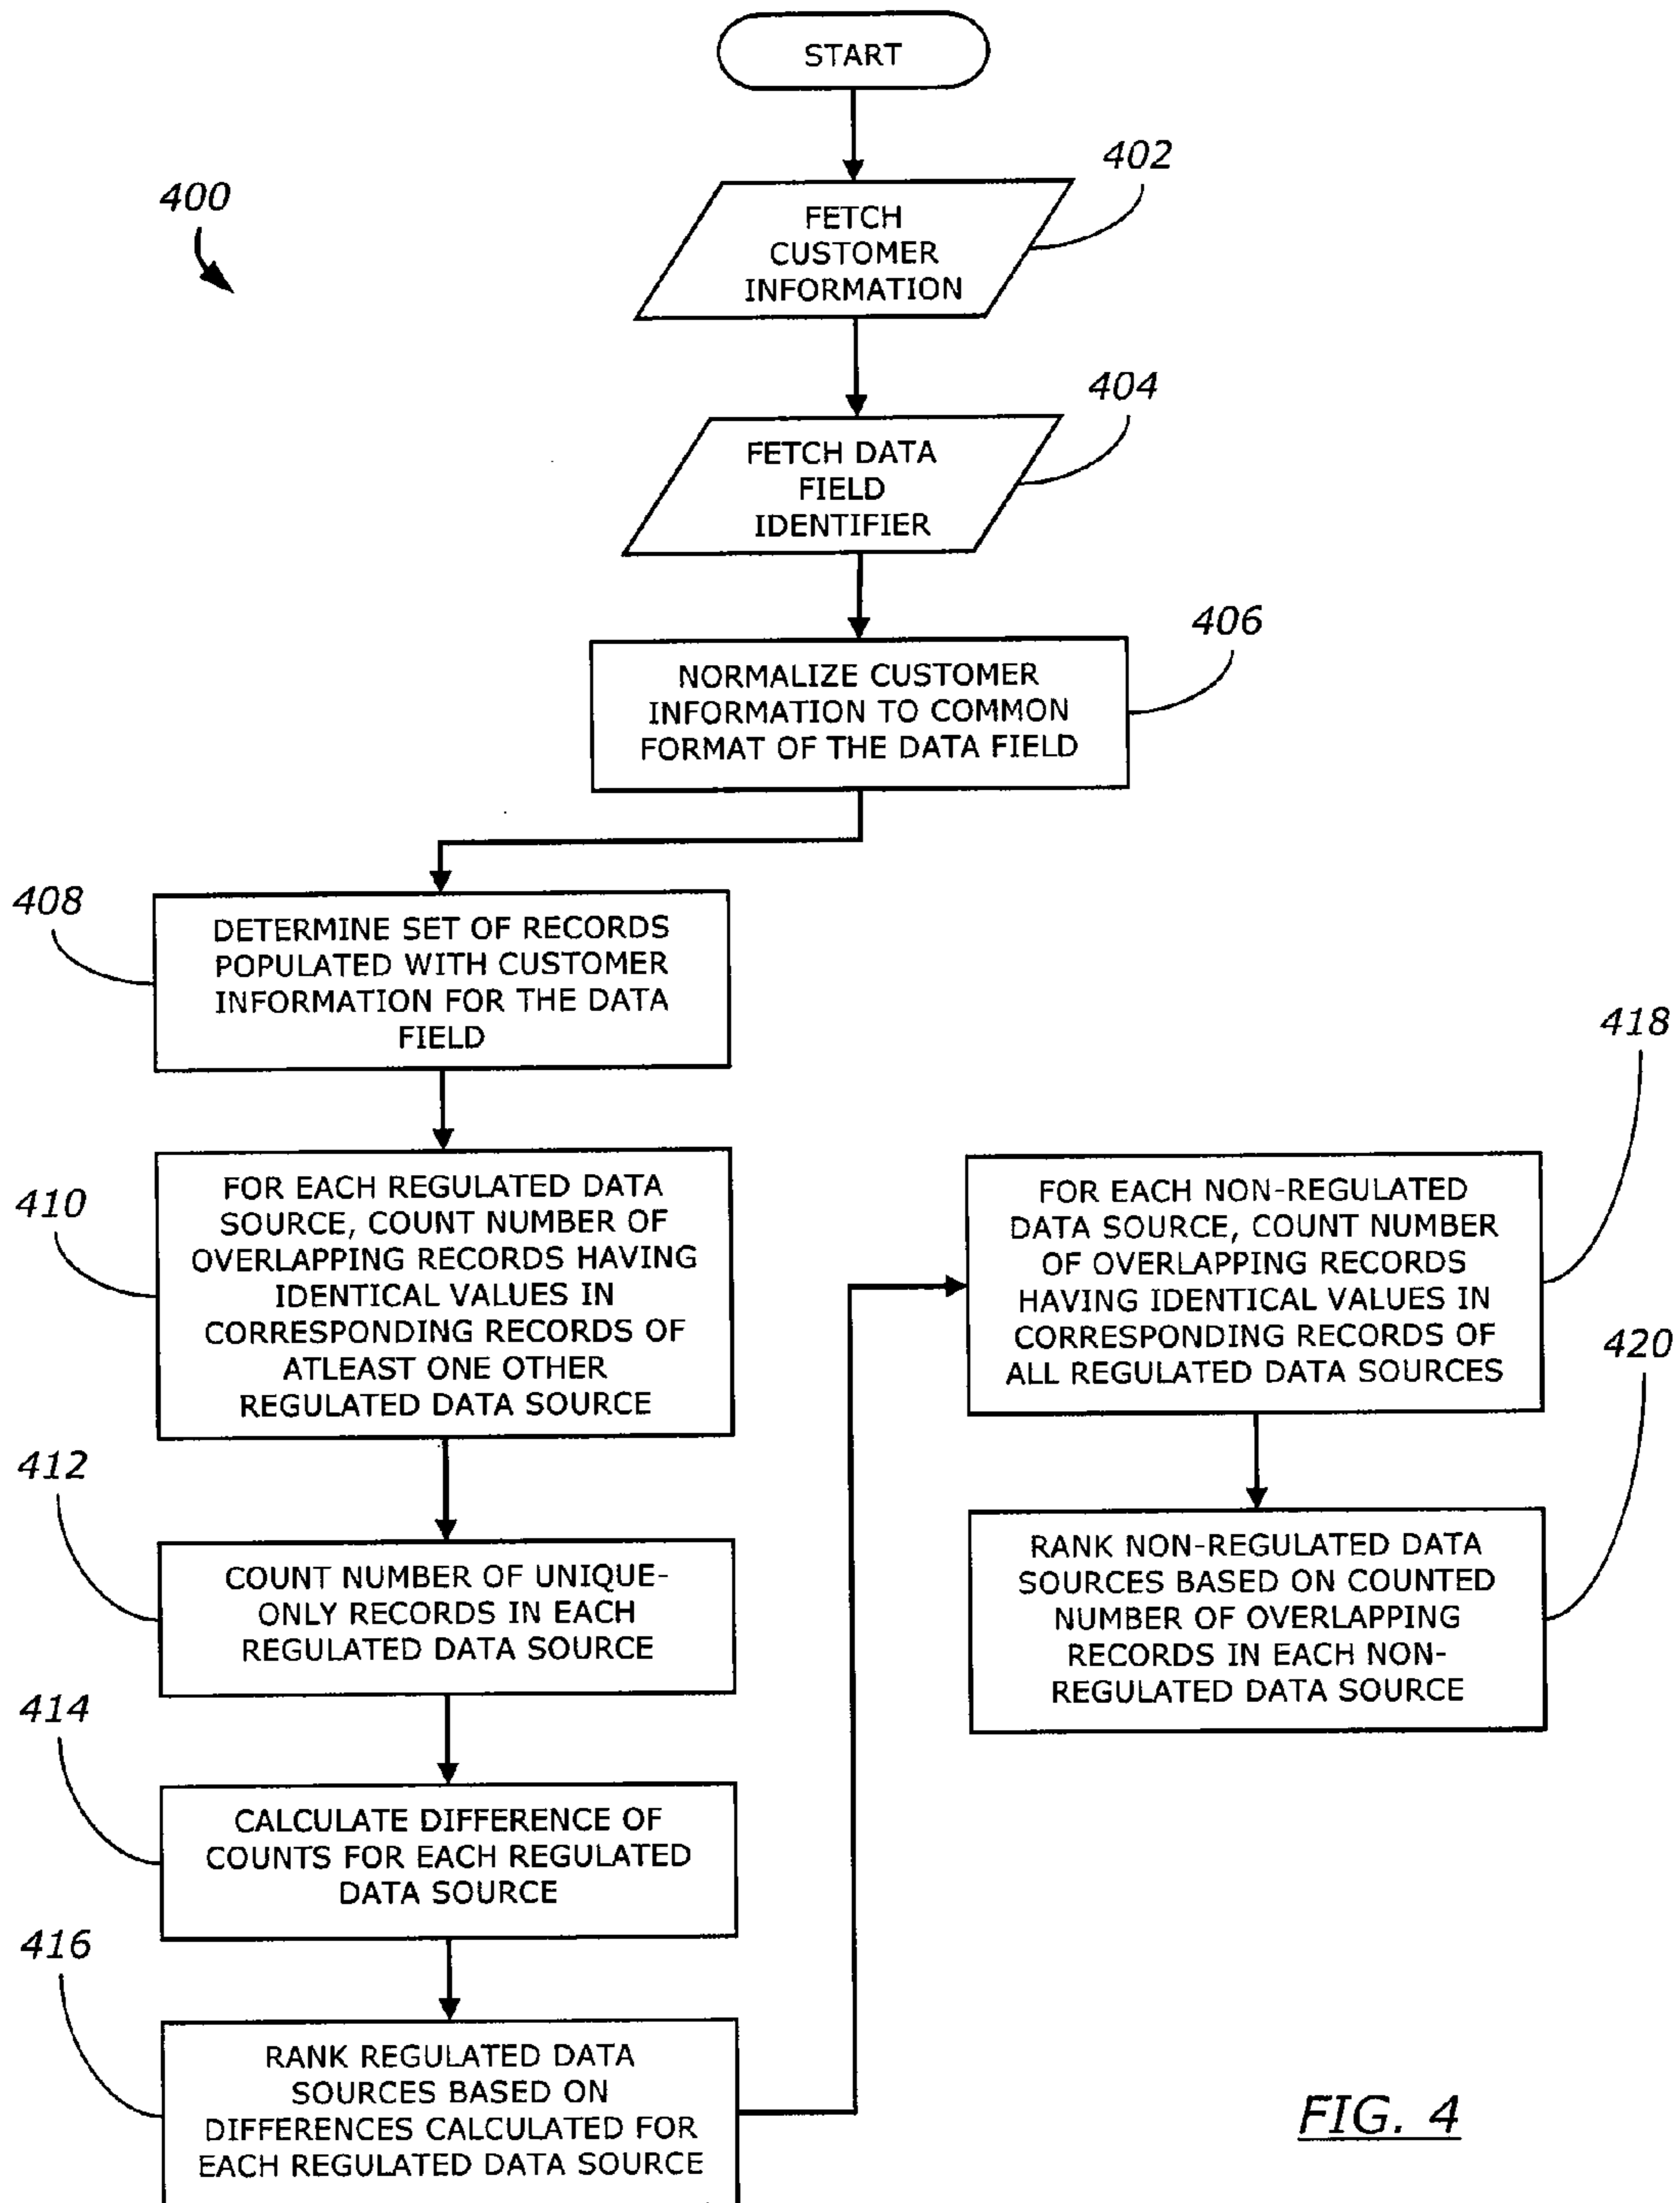 START
400
402
FETCH
CUSTOMER
INFORMATION
404
FETCH DATA
FIELD
IDENTIFIER
406
NORMALIZE CUSTOMER
INFORMATION TO COMMON
FORMAT OF THE DATA FIELD
408
DETERMINE SET OF RECORDS
POPULATED WITH CUSTOMER
INFORMATION FOR THE DATA
FIELD
410
FOR EACH REGULATED DATA
SOURCE, COUNT NUMBER OF
OVERLAPPING RECORDS HAVING
IDENTICAL VALUES IN
CORRESPONDING RECORDS OF
ATLEAST ONE OTHER
REGULATED DATA SOURCE
412
COUNT NUMBER OF UNIQUE-
ONLY RECORDS IN EACH
REGULATED DATA SOURCE
414
CALCULATE DIFFERENCE OF
COUNTS FOR EACH REGULATED
DATA SOURCE
416
RANK REGULATED DATA
SOURCES BASED ON
DIFFERENCES CALCULATED FOR
EACH REGULATED DATA SOURCE
418
FOR EACH NON-REGULATED
DATA SOURCE, COUNT NUMBER
OF OVERLAPPING RECORDS
HAVING IDENTICAL VALUES IN
CORRESPONDING RECORDS OF
ALL REGULATED DATA SOURCES
420
RANK NON-REGULATED DATA
SOURCES BASED ON COUNTED
NUMBER OF OVERLAPPING
RECORDS IN EACH NON-
REGULATED DATA SOURCE
FIG. 4